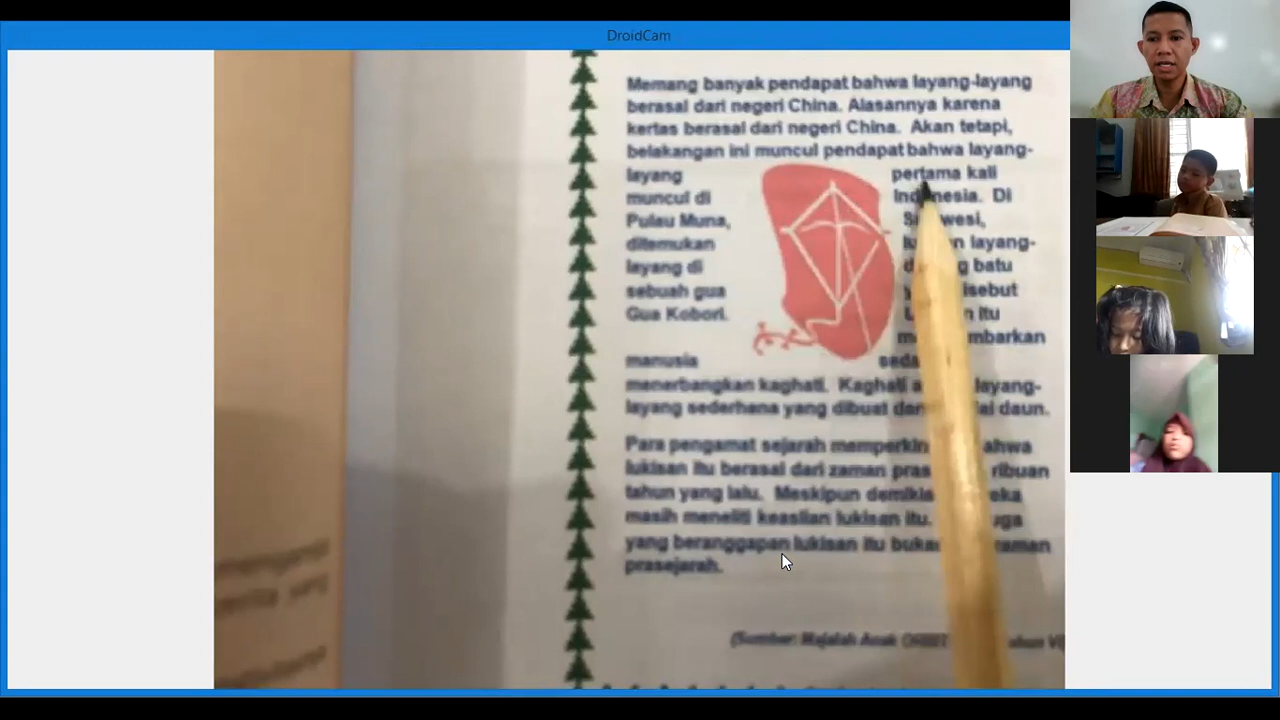 DroidCam
Memang banyak pendapat bahwa layang-layang
berasal dari negeri China. Alasannya karena
kertas berasal dari negeri China. Akan tetapi,
belakangan ini muncul pendapat bahwa layang-
layang pertama kali
muncul di Indonesia. Di
Pulau Muna, Sulawesi,
ditemukan layang-
layang di batu
sebuah gua
Gua Kobori. itu
manusia
menerbangkan kaghati. Kaghati layang-
layang sederhana yang dibuat daun.
Para pengamat sejarah
lukisan itu berasal dari zaman ribuan
tahun yang lalu. Meskipun
masih meneliti keaslian lukisan itu.
yang beranggapan lukisan itu zaman
prasejarah.
(Sumber: Majalah Anak